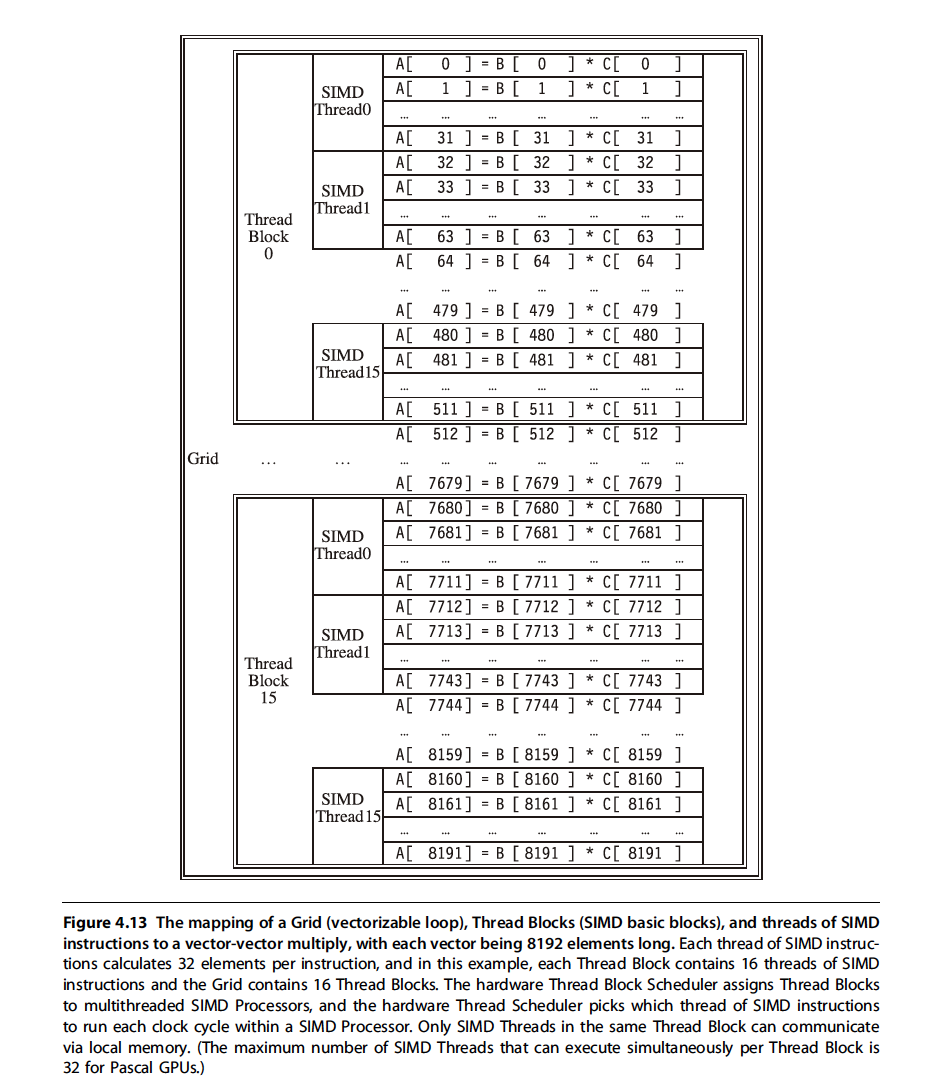 A[ 0 ] = B [ 0 ] * C[ 0 ]
SIMD Thread0
A[ 1 ] = B [ 1 ] * C[ 1 ]
… … … … … … …
A[ 31 ] = B [ 31 ] * C[ 31 ]
A[ 32 ] = B [ 32 ] * C[ 32 ]
SIMD Thread1
A[ 33 ] = B [ 33 ] * C[ 33 ]
… … … … … … …
Thread Block 0
A[ 63 ] = B [ 63 ] * C[ 63 ]
A[ 64 ] = B [ 64 ] * C[ 64 ]
… … … … … … …
A[ 479 ] = B [ 479 ] * C[ 479 ]
A[ 480 ] = B [ 480 ] * C[ 480 ]
SIMD Thread15
A[ 481 ] = B [ 481 ] * C[ 481 ]
… … … … … … …
A[ 511 ] = B [ 511 ] * C[ 511 ]
A[ 512 ] = B [ 512 ] * C[ 512 ]
Grid … … … … … … … … …
A[ 7679] = B [ 7679 ] * C[ 7679 ]
A[ 7680] = B [ 7680 ] * C[ 7680 ]
SIMD Thread0
A[ 7681] = B [ 7681 ] * C[ 7681 ]
… … … … … … …
A[ 7711] = B [ 7711 ] * C[ 7711 ]
A[ 7712] = B [ 7712 ] * C[ 7712 ]
SIMD Thread1
A[ 7713] = B [ 7713 ] * C[ 7713 ]
… … … … … … …
Thread Block 15
A[ 7743] = B [ 7743 ] * C[ 7743 ]
A[ 7744] = B [ 7744 ] * C[ 7744 ]
… … … … … … …
A[ 8159] = B [ 8159 ] * C[ 8159 ]
A[ 8160] = B [ 8160 ] * C[ 8160 ]
SIMD Thread15
A[ 8161] = B [ 8161 ] * C[ 8161 ]
… … … … … … …
A[ 8191] = B [ 8191 ] * C[ 8191 ]
Figure 4.13 The mapping of a Grid (vectorizable loop), Thread Blocks (SIMD basic blocks), and threads of SIMD
instructions to a vector-vector multiply, with each vector being 8192 elements long. Each thread of SIMD instruc-
tions calculates 32 elements per instruction, and in this example, each Thread Block contains 16 threads of SIMD
instructions and the Grid contains 16 Thread Blocks. The hardware Thread Block Scheduler assigns Thread Blocks
to multithreaded SIMD Processors, and the hardware Thread Scheduler picks which thread of SIMD instructions
to run each clock cycle within a SIMD Processor. Only SIMD Threads in the same Thread Block can communicate
via local memory. (The maximum number of SIMD Threads that can execute simultaneously per Thread Block is
32 for Pascal GPUs.)